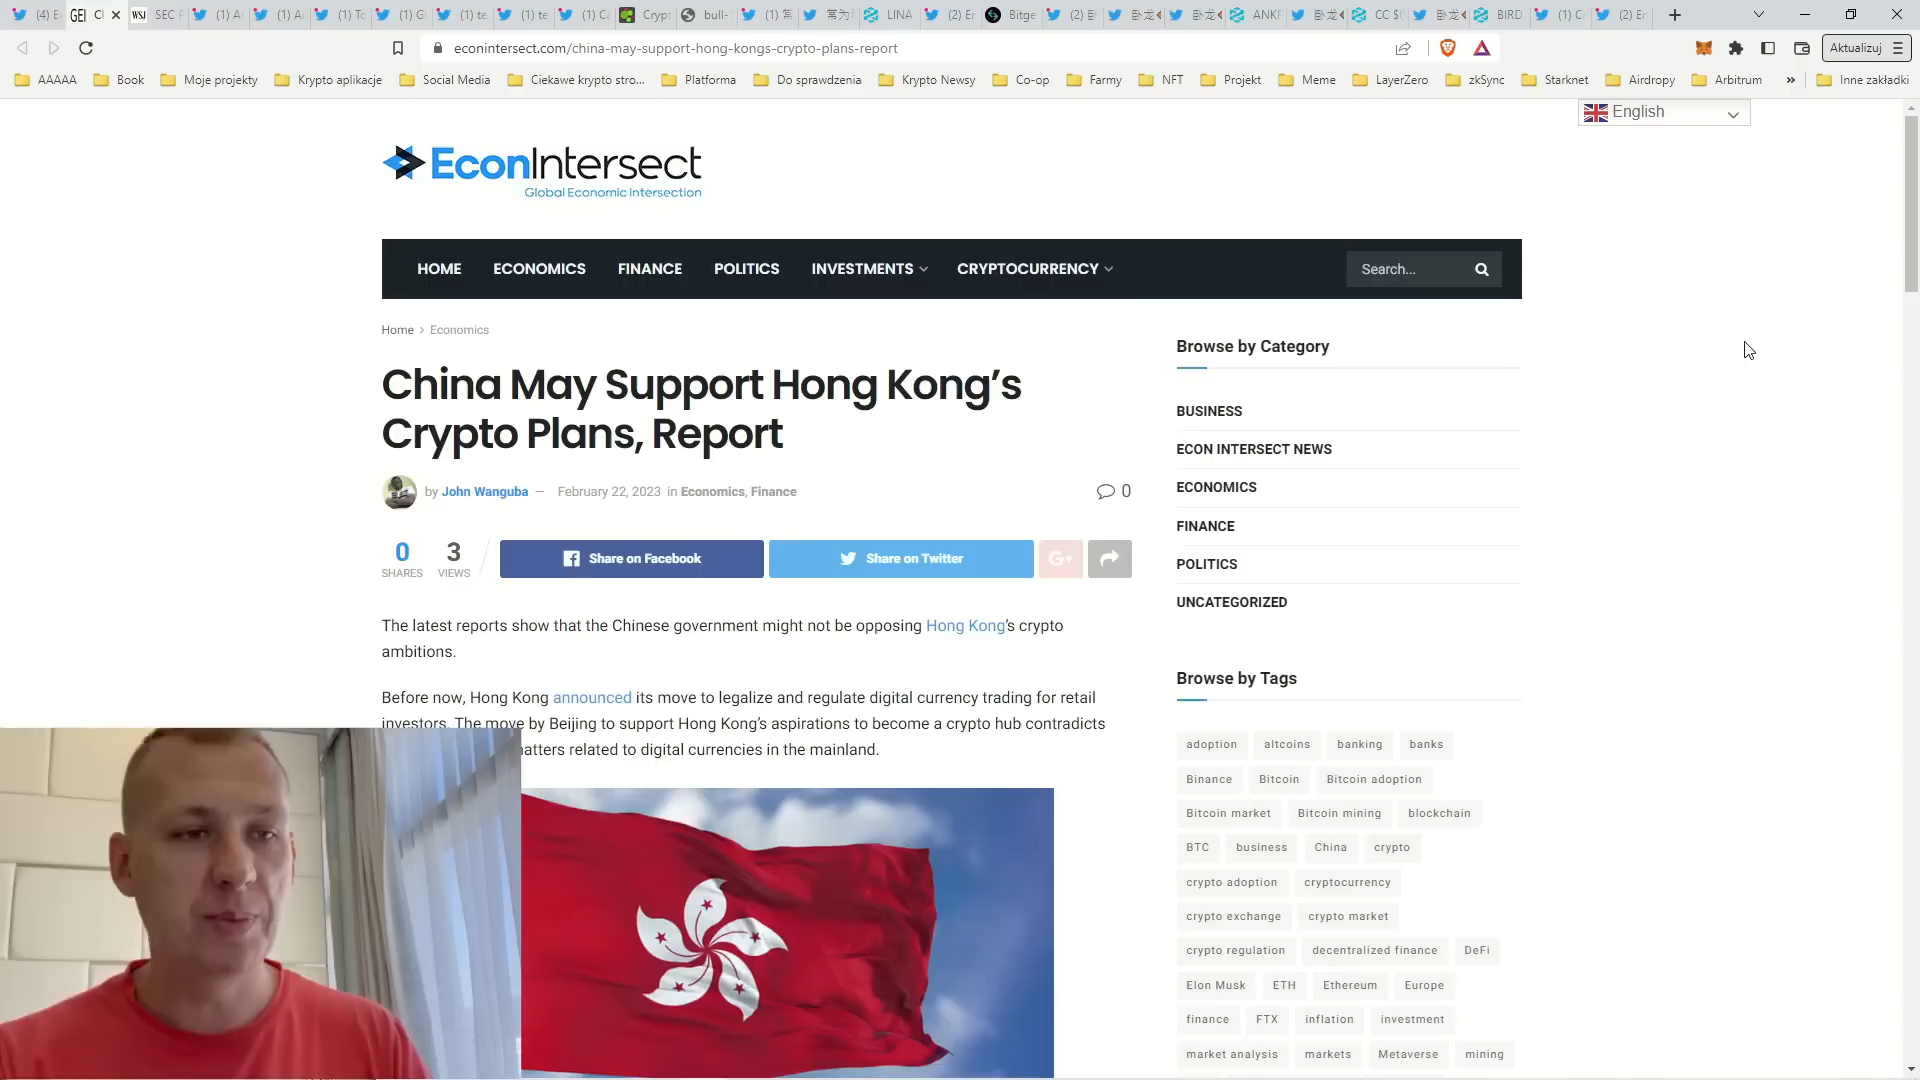 (4) E
GEI
SEC
WSJ
LINA
Bitge
ANKF
CC $
BIRD
econintersect.com/china-may-support-hong-kongs-crypto-plans-report
Aktualizuj
AAAAA Book Moje projekty Krypto aplikacje Social Media Ciekawe krypto stro... Platforma Do sprawdzenia Krypto Newsy Co-op Farmy NFT Projekt Meme LayerZero zkSync Starknet Airdropy Arbitrum » Inne zakładki
English
EconIntersect
Global Economic Intersection
HOME ECONOMICS FINANCE POLITICS INVESTMENTS CRYPTOCURRENCY Search...
Home > Economics
China May Support Hong Kong's
Crypto Plans, Report
by John Wanguba — February 22, 2023 in Economics, Finance 0
0 3
SHARES VIEWS
Share on Facebook Share on Twitter G+
The latest reports show that the Chinese government might not be opposing Hong Kong's crypto
ambitions.
Before now, Hong Kong announced its move to legalize and regulate digital currency trading for retail
investors. The move by Beijing to support Hong Kong's aspirations to become a crypto hub contradicts
matters related to digital currencies in the mainland.
Browse by Category
BUSINESS
ECON INTERSECT NEWS
ECONOMICS
FINANCE
POLITICS
UNCATEGORIZED
Browse by Tags
adoption altcoins banking banks
Binance Bitcoin Bitcoin adoption
Bitcoin market Bitcoin mining blockchain
BTC business China crypto
crypto adoption cryptocurrency
crypto exchange crypto market
crypto regulation decentralized finance DeFi
Elon Musk ETH Ethereum Europe
finance FTX inflation investment
market analysis markets Metaverse mining